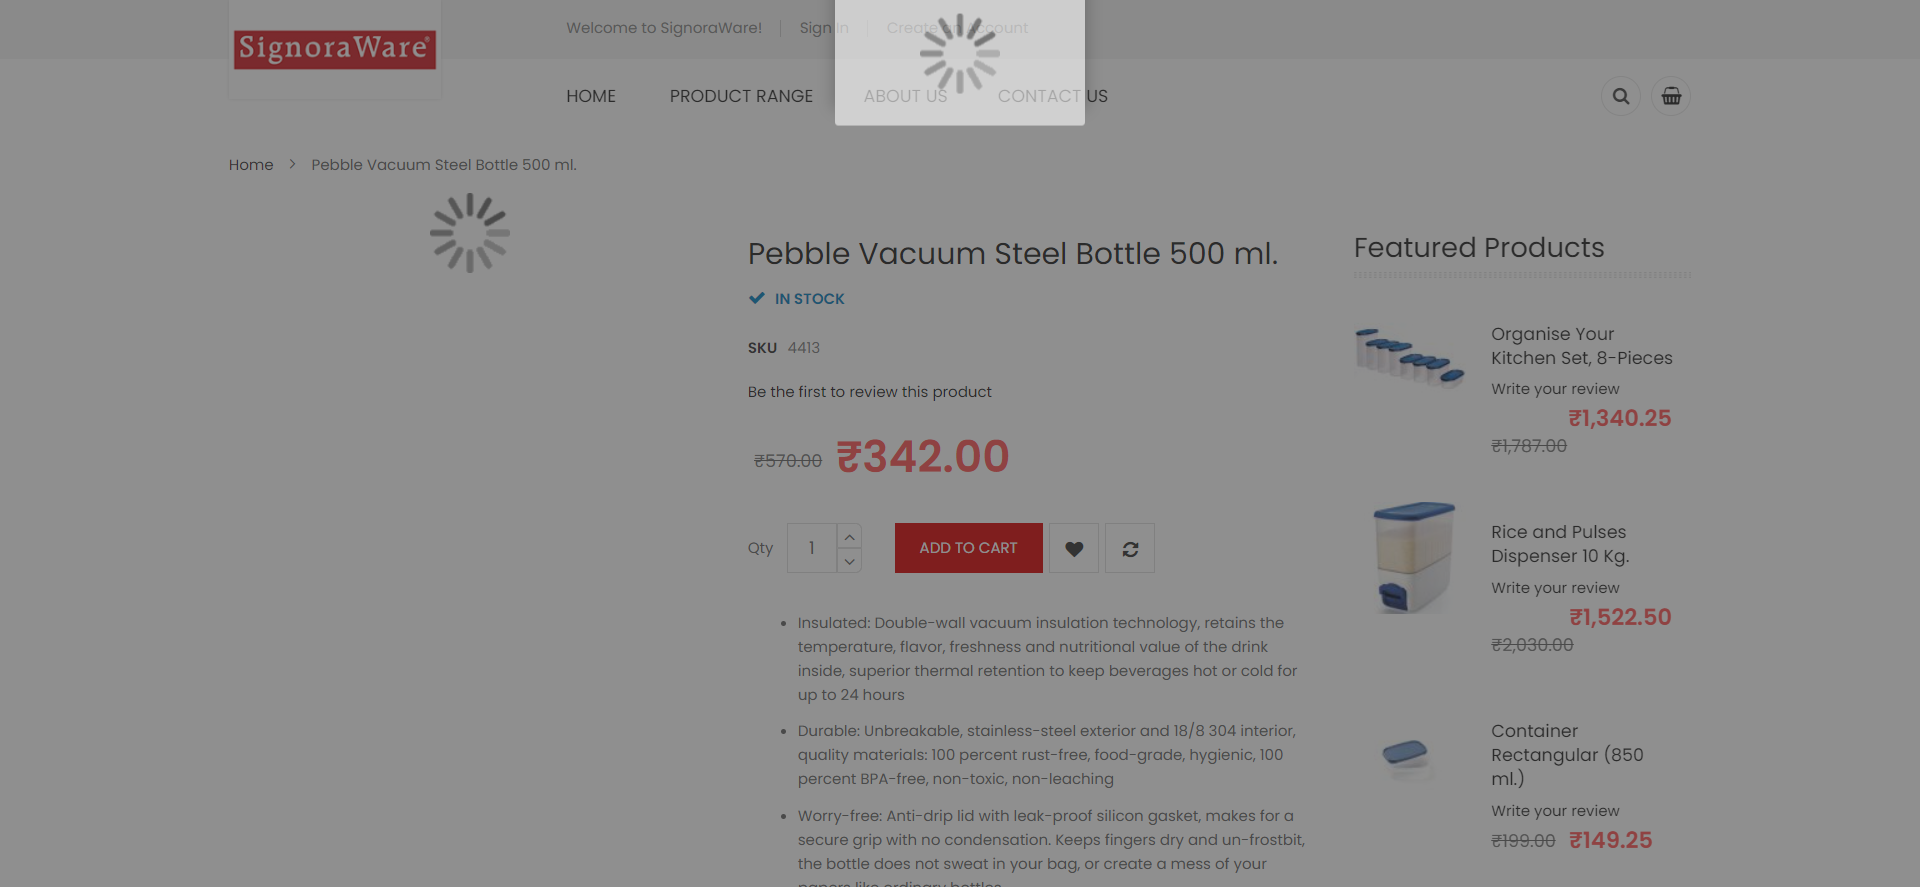 SignoraWare®
Welcome to SignoraWare!
Sign In
Create an Account
HOME
PRODUCT RANGE
ABOUT US
CONTACT US
Home > Pebble Vacuum Steel Bottle 500 ml.
Pebble Vacuum Steel Bottle 500 ml.
IN STOCK
SKU 4413
Be the first to review this product
₹570.00 ₹342.00
Qty 1 ADD TO CART
• Insulated: Double-wall vacuum insulation technology, retains the
temperature, flavor, freshness and nutritional value of the drink
inside, superior thermal retention to keep beverages hot or cold for
up to 24 hours
• Durable: Unbreakable, stainless-steel exterior and 18/8 304 interior,
quality materials: 100 percent rust-free, food-grade, hygienic, 100
percent BPA-free, non-toxic, non-leaching
• Worry-free: Anti-drip lid with leak-proof silicon gasket, makes for a
secure grip with no condensation. Keeps fingers dry and un-frostbit,
the bottle does not sweat in your bag, or create a mess of your
papers like ordinary bottles
Featured Products
Organise Your
Kitchen Set, 8-Pieces
Write your review
₹1,340.25
₹1,787.00
Rice and Pulses
Dispenser 10 Kg.
Write your review
₹1,522.50
₹2,030.00
Container
Rectangular (850
ml.)
Write your review
₹199.00 ₹149.25